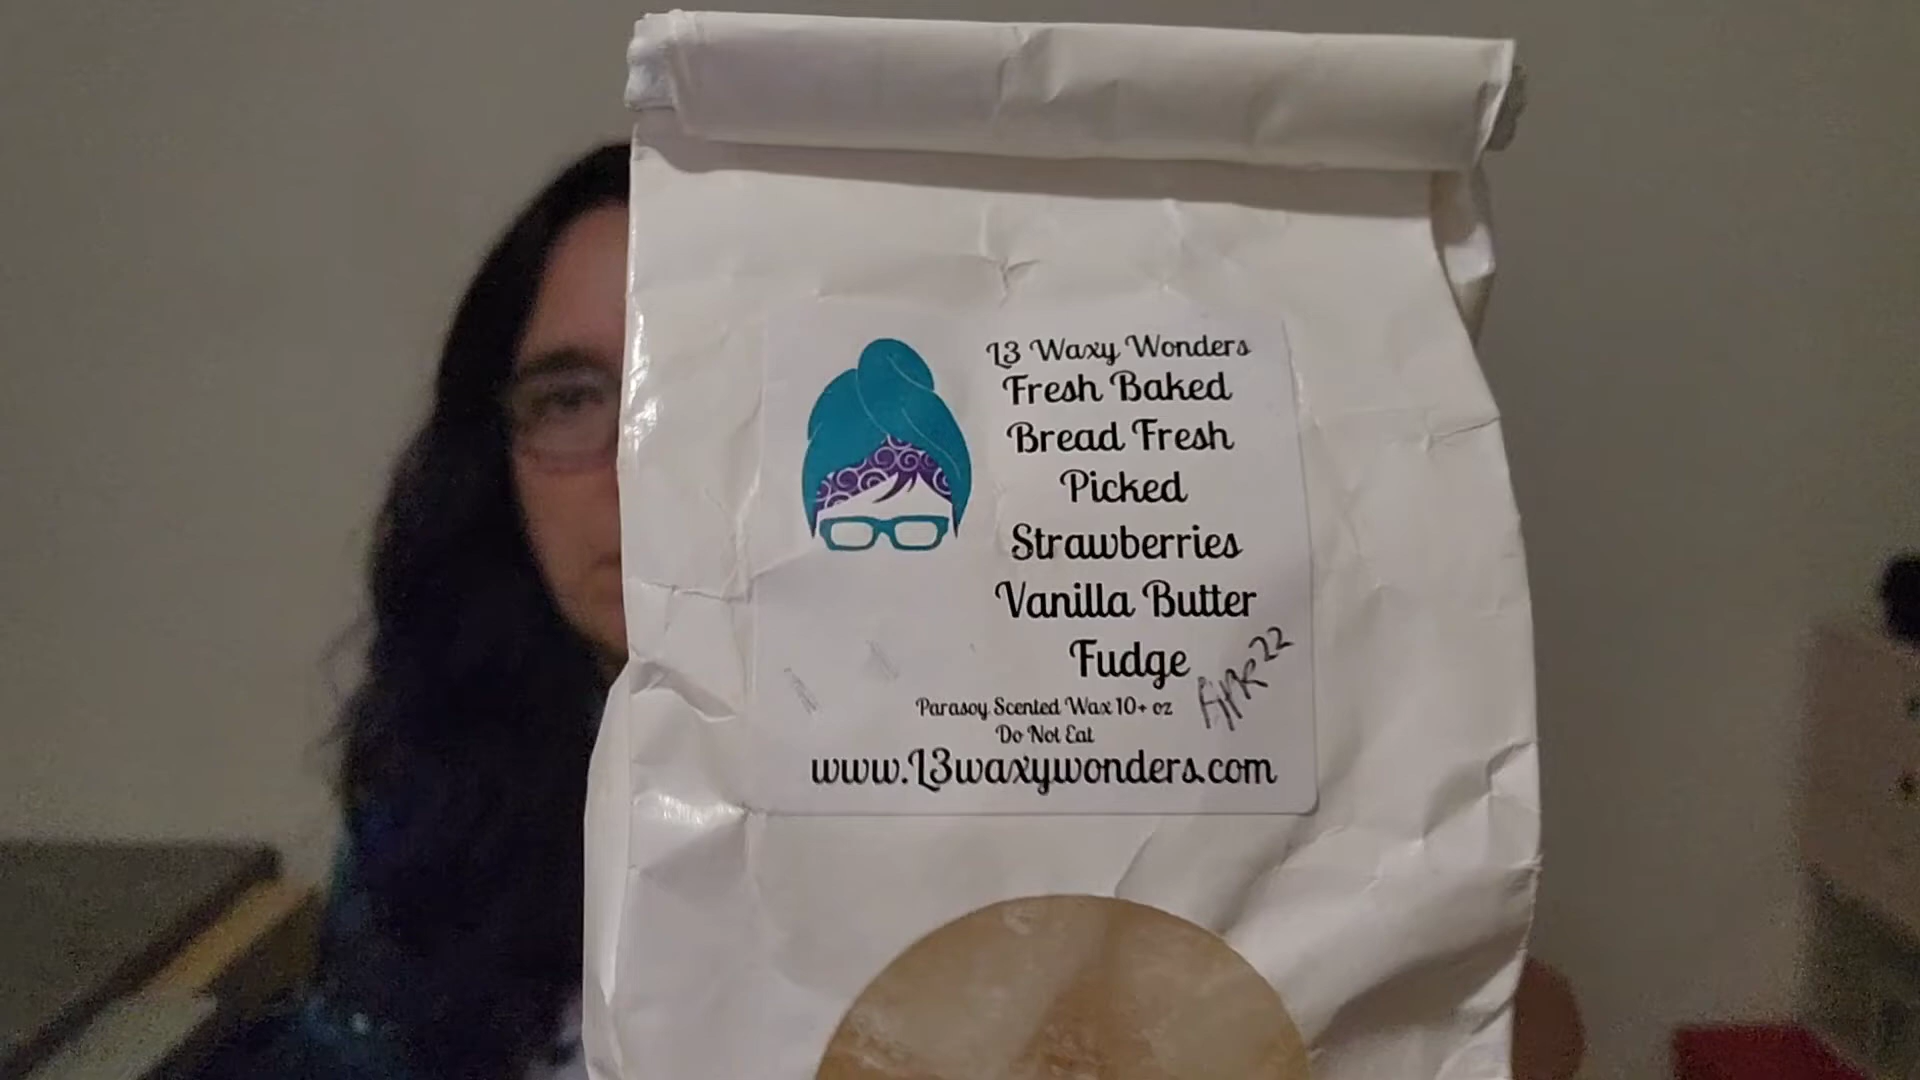 L3 Waxy Wonders
Fresh Baked
Bread Fresh
Picked
Strawberries
Vanilla Butter
Fudge
APR 22
Parasoy Scented Wax 10+ oz
Do Not Eat
www.L3waxywonders.com